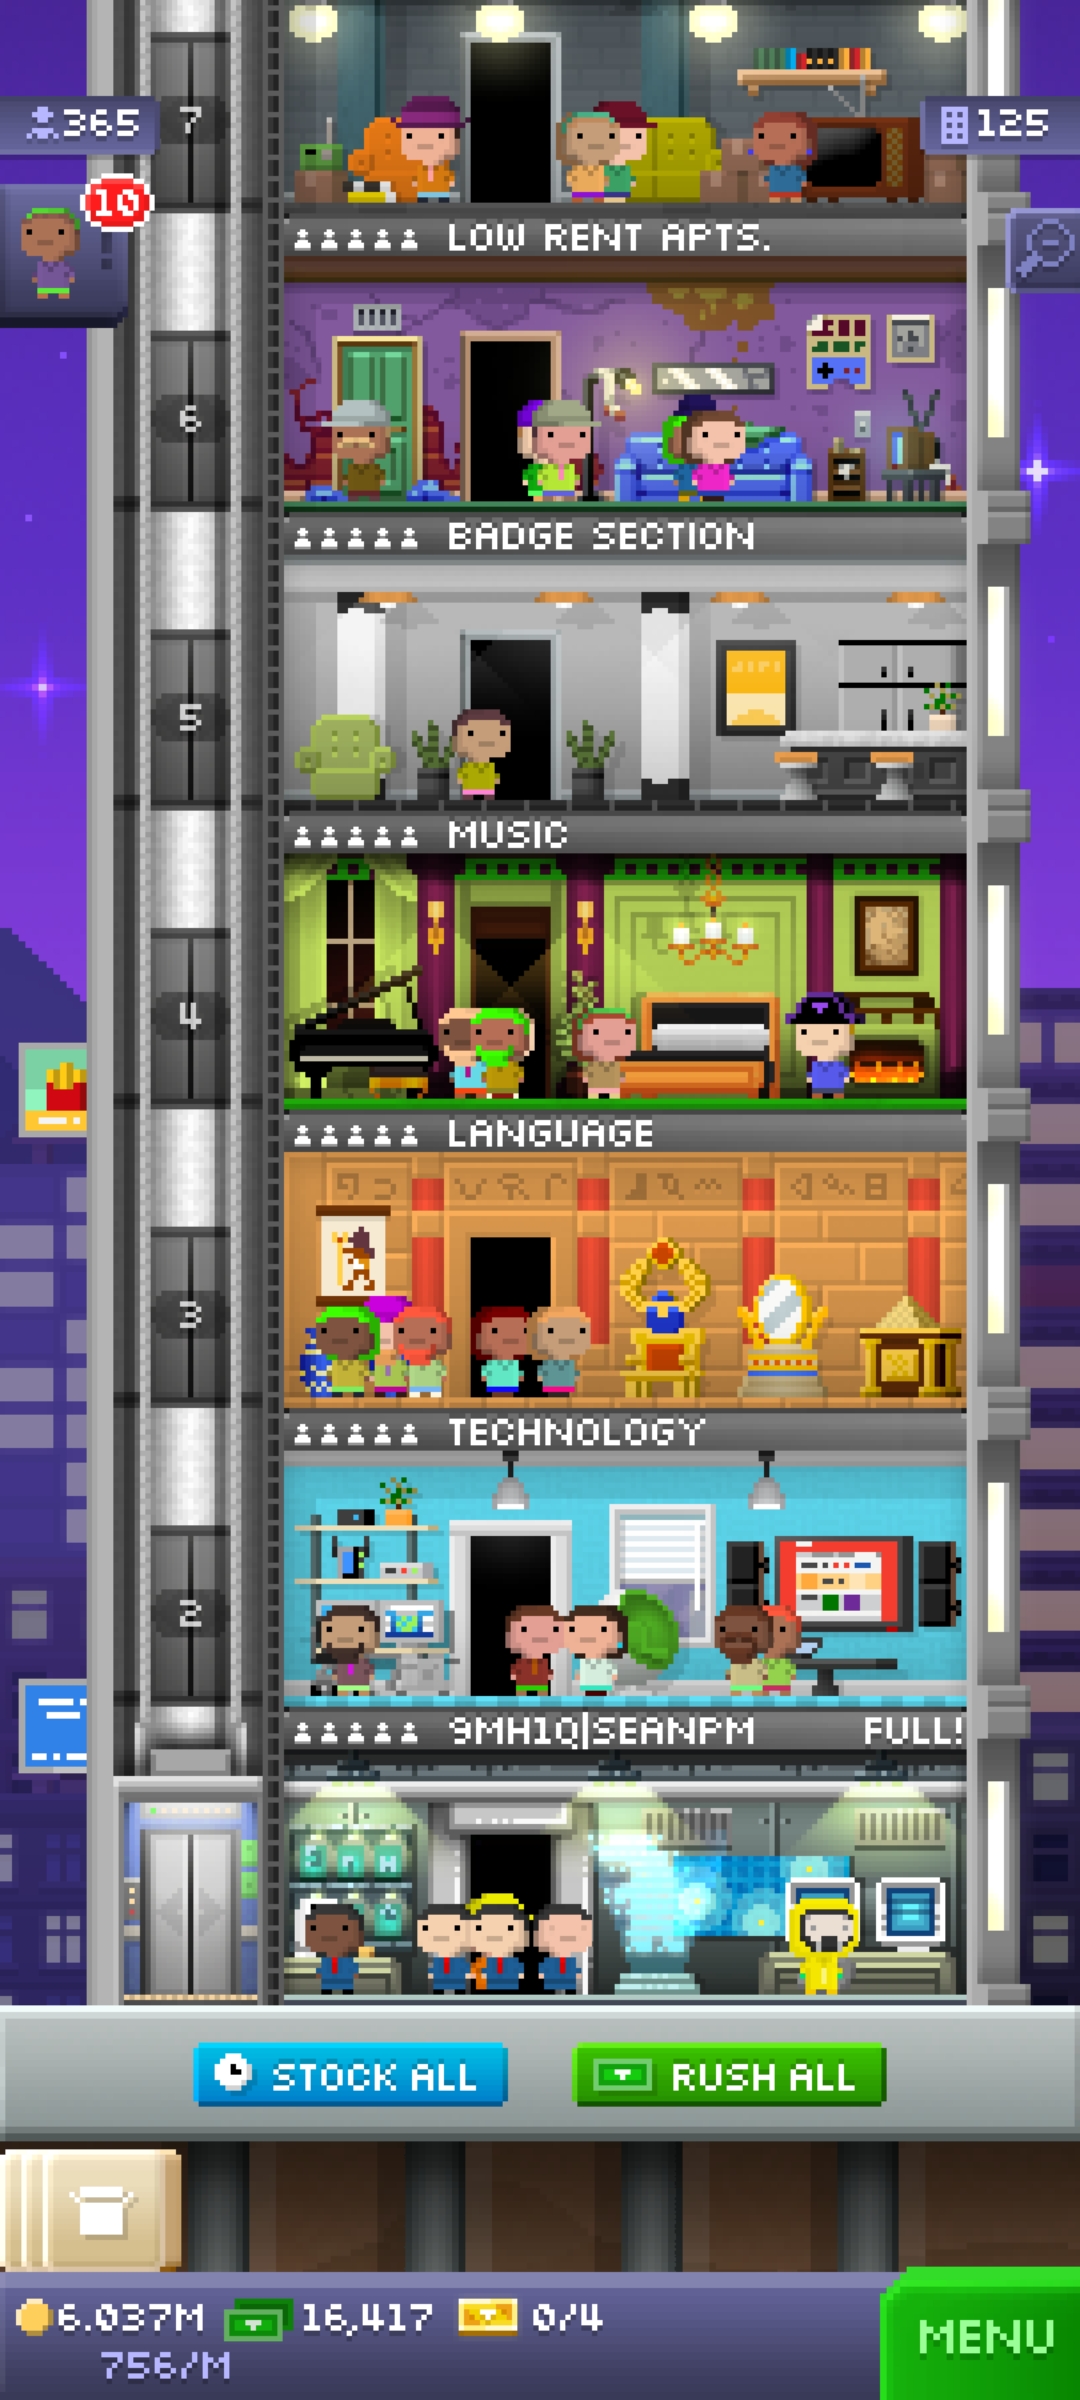 7
365
125
10
LOW RENT APTS.
6
BADGE SECTION
5
MUSIC
4
LANGUAGE
3
TECHNOLOGY
2
9MH1Q|SEANPM FULL!
STOCK ALL
RUSH ALL
6.037M 16,417 0/4
756/M
MENU